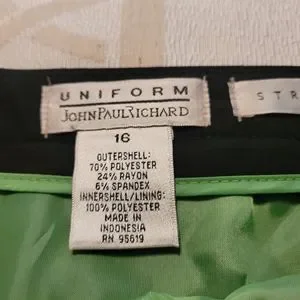 UNIFORM
JOHNPAULRICHARD
STR
16
OUTERSHELL:
70% POLYESTER
24% RAYON
6% SPANDEX
INNERSHELL/LINING:
100% POLYESTER
MADE IN
INDONESIA
RN 95619